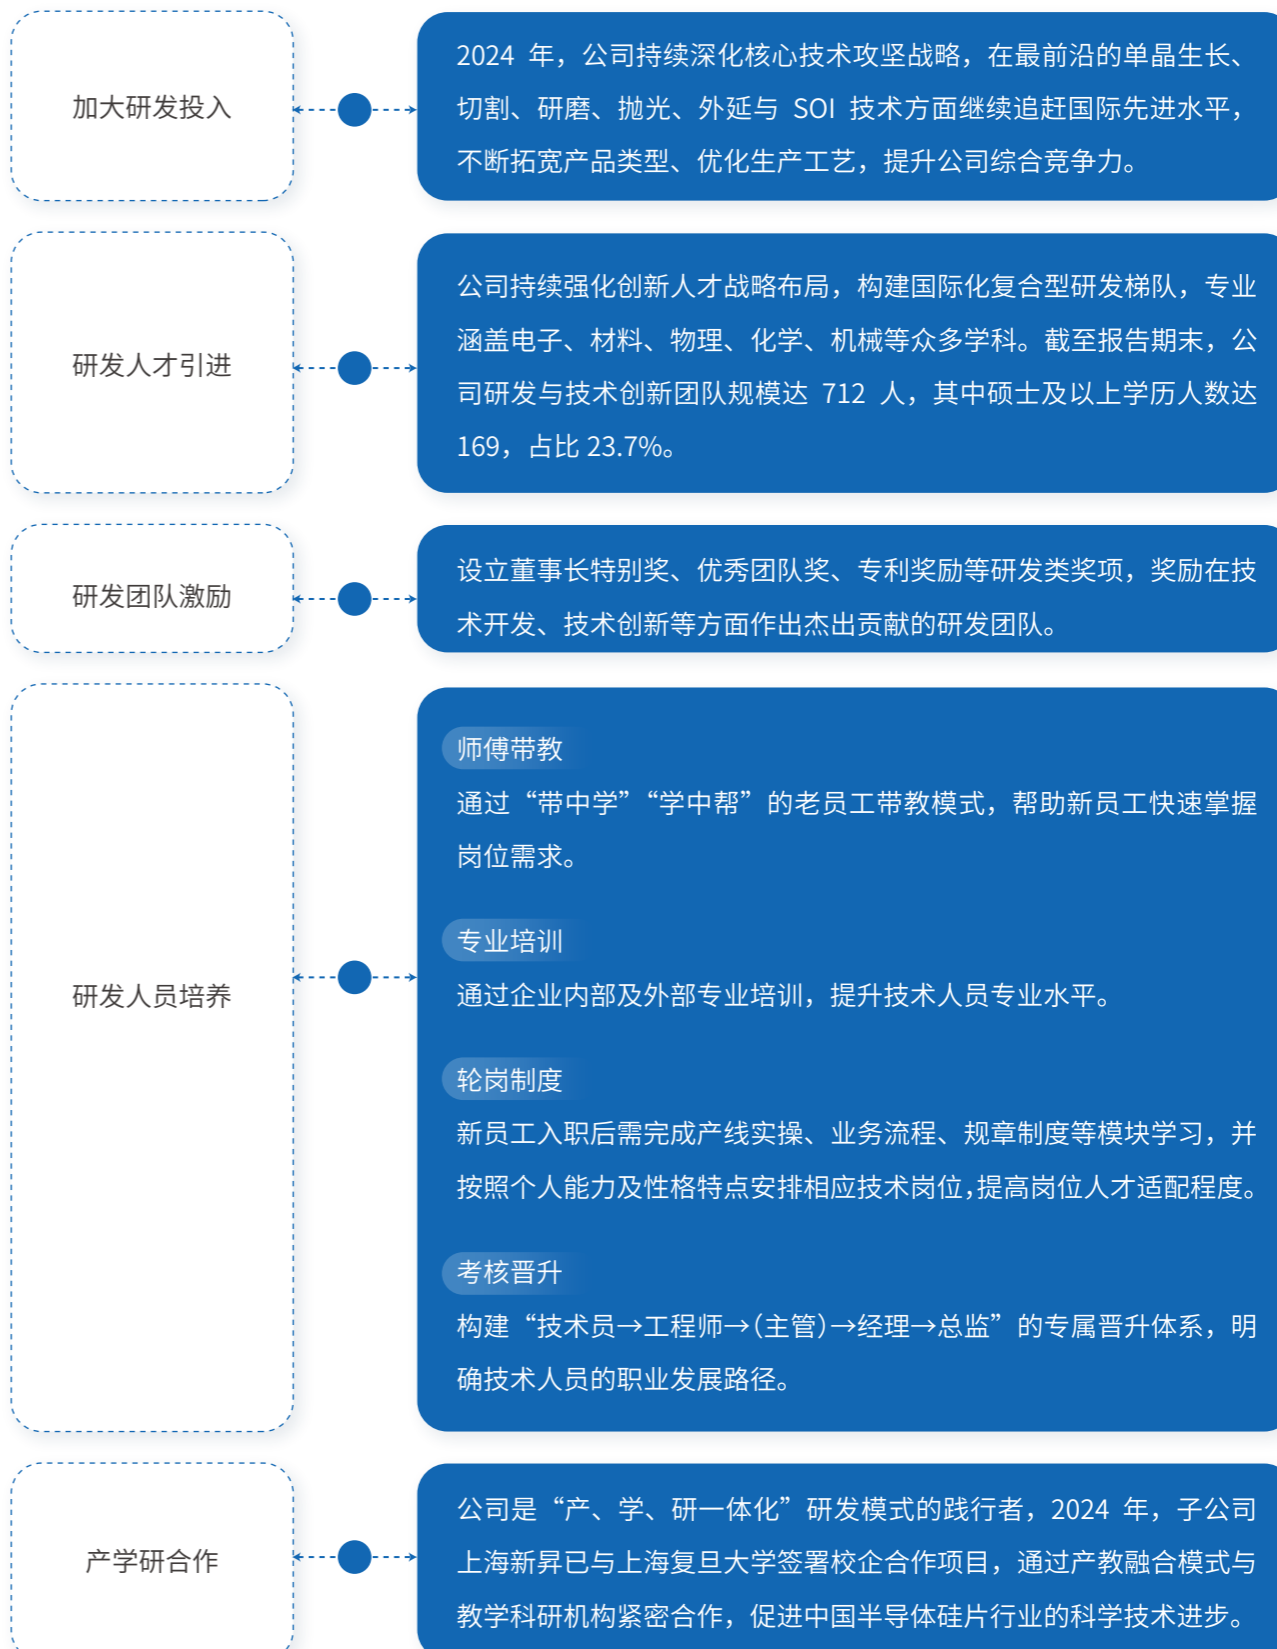 加大研发投入
2024 年，公司持续深化核心技术攻坚战略，在最前沿的单晶生长、
切割、研磨、抛光、外延与 SOI 技术方面继续追赶国际先进水平，
不断拓宽产品类型、优化生产工艺，提升公司综合竞争力。
研发人才引进
公司持续强化创新人才战略布局，构建国际化复合型研发梯队，专业
涵盖电子、材料、物理、化学、机械等众多学科。截至报告期末，公
司研发与技术创新团队规模达 712 人，其中硕士及以上学历人数达
169，占比 23.7%。
研发团队激励
设立董事长特别奖、优秀团队奖、专利奖励等研发类奖项，奖励在技
术开发、技术创新等方面作出杰出贡献的研发团队。
研发人员培养
师傅带教
通过“带中学”“学中帮”的老员工带教模式，帮助新员工快速掌握
岗位需求。
专业培训
通过企业内部及外部专业培训，提升技术人员专业水平。
轮岗制度
新员工入职后需完成产线实操、业务流程、规章制度等模块学习，并
按照个人能力及性格特点安排相应技术岗位，提高岗位人才适配程度。
考核晋升
构建“技术员→工程师→（主管）→经理→总监”的专属晋升体系，明
确技术人员的职业发展路径。
产学研合作
公司是“产、学、研一体化”研发模式的践行者，2024 年，子公司
上海新昇已与上海复旦大学签署校企合作项目，通过产教融合模式与
教学科研机构紧密合作，促进中国半导体硅片行业的科学技术进步。